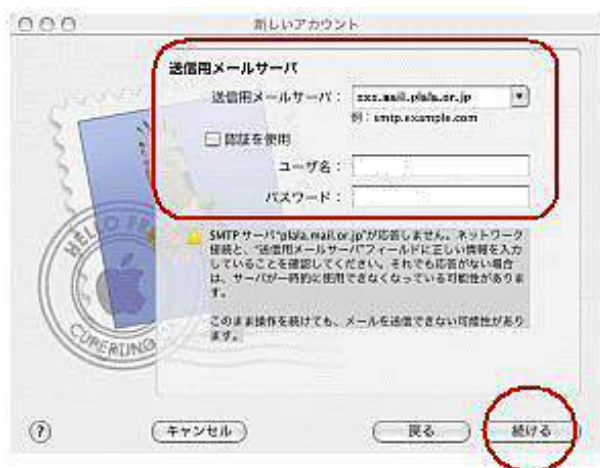 新しいアカウント
送信用メールサーバ
送信用メールサーバ： xxx.mail.plala.or.jp
例：smtp.example.com
認証を使用
ユーザ名：
パスワード：
SMTP サーバ"plala.mail.or.jp"が応答しません。ネットワーク
接続と、"送信用メールサーバ"フィールドに正しい情報を入力
していることを確認してください。それでも応答がない場合
は、サーバが一時的に使用できなくなっている可能性がありま
す。
このまま操作を続けても、メールを送信できない可能性があり
ます。
HELLO FR
CUPERTINO
? キャンセル 戻る 続ける